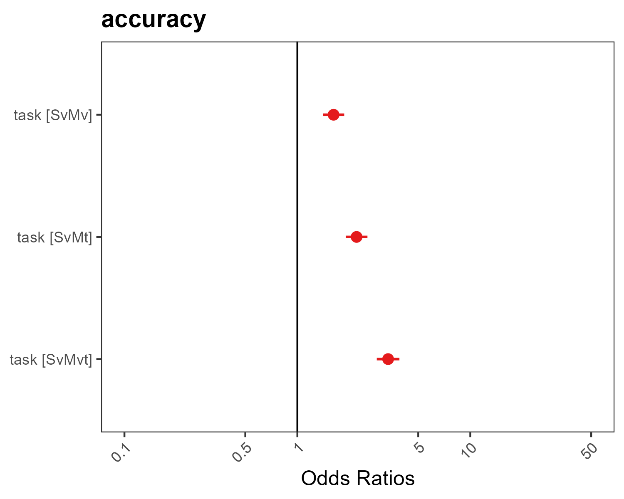 accuracy
task [SvMv]
task [SvMt]
task [SvMvt]
0.1
0.5
1
5
10
50
Odds Ratios